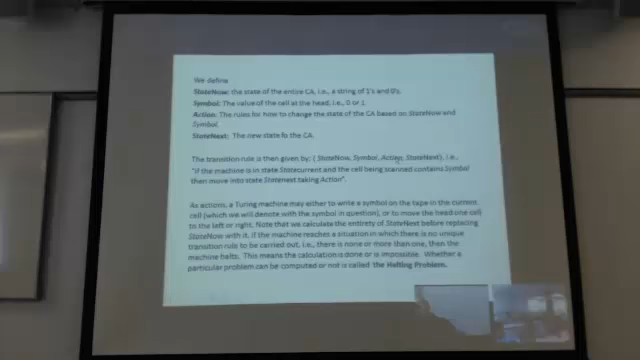 We define
StateNow: the state of the entire CA, i.e., a string of 1's and 0's.
Symbol: The value of the cell at the head, i.e., 0 or 1
Action: The rules for how to change the state of the CA based on StateNow and
Symbol.
StateNext: The new state fo the CA.
The transition rule is then given by: ( StateNow, Symbol, Action, StateNext), i.e.,
"if the machine is in state Statecurrent and the cell being scanned contains Symbol
then move into state Statenext taking Action".
As actions, a Turing machine may either to write a symbol on the tape in the current
cell (which we will denote with the symbol in question), or to move the head one cell
to the left or right. Note that we calculate the entirety of StateNext before replacing
StateNow with it. If the machine reaches a situation in which there is no unique
transition rule to be carried out, i.e., there is none or more than one, then the
machine halts. This means the calculation is done or is impossible. Whether a
particular problem can be computed or not is called the Halting Problem.